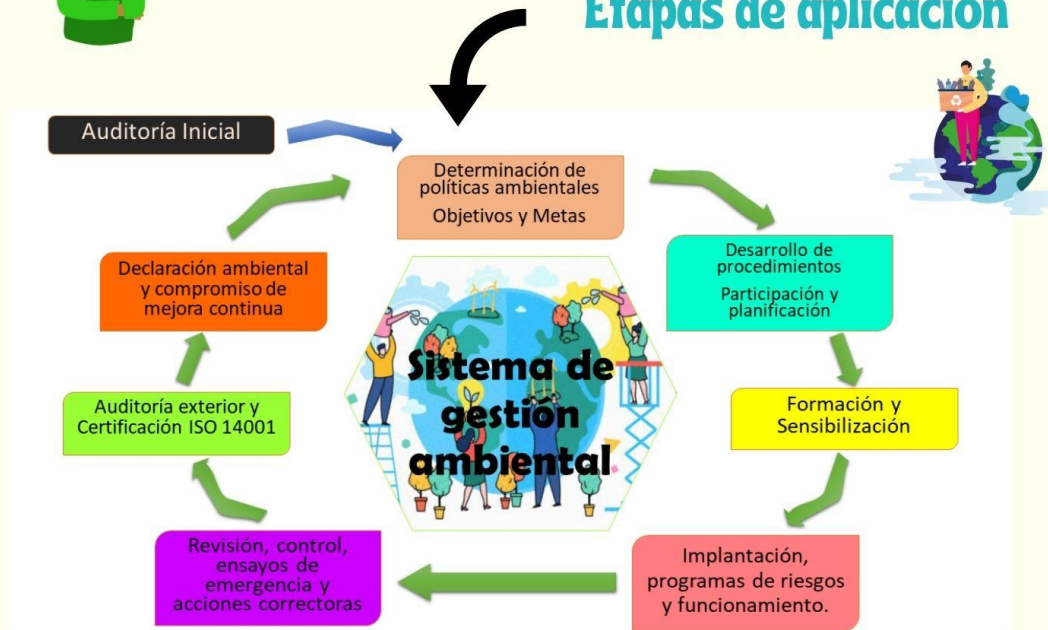 Etapas de aplicación
Auditoría Inicial
Determinación de
políticas ambientales
Objetivos y Metas
Desarrollo de
procedimientos
Participación y
planificación
Formación y
Sensibilización
Implantación,
programas de riesgos
y funcionamiento.
Revisión, control,
ensayos de
emergencia y
acciones correctoras
Auditoría exterior y
Certificación ISO 14001
Declaración ambiental
y compromiso de
mejora continua
Sistema de
gestión
ambiental